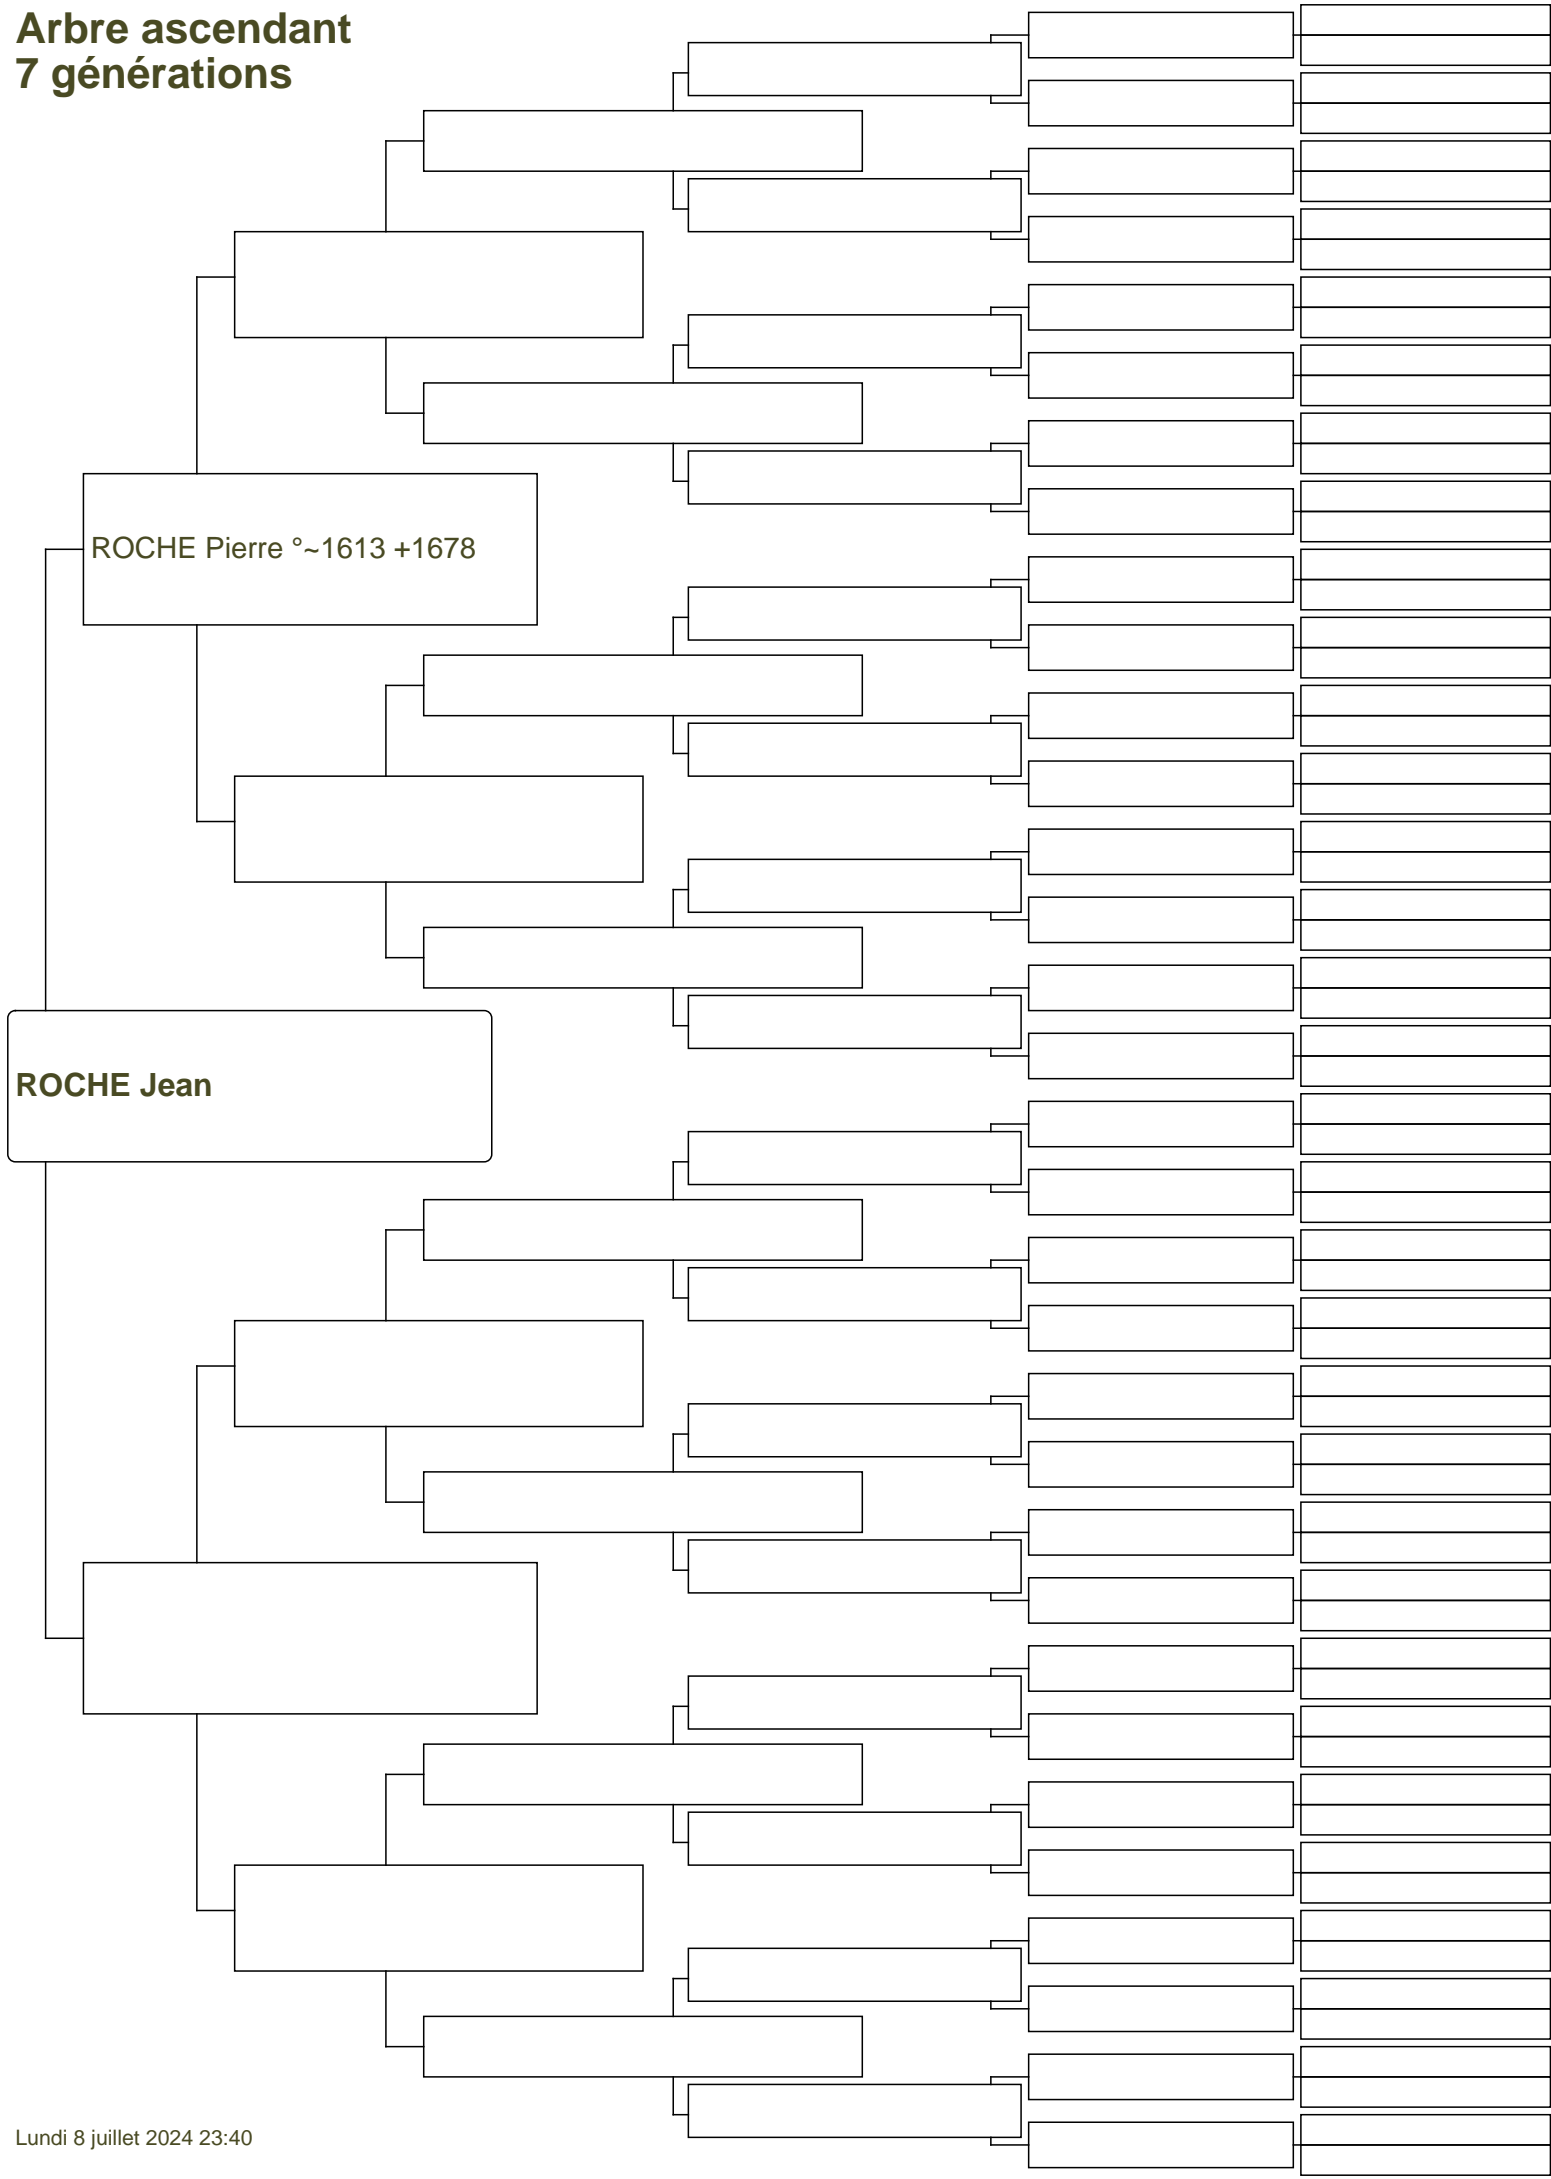 Arbre ascendant
7 générations
ROCHE Pierre °~1613 +1678
ROCHE Jean
Lundi 8 juillet 2024 23:40